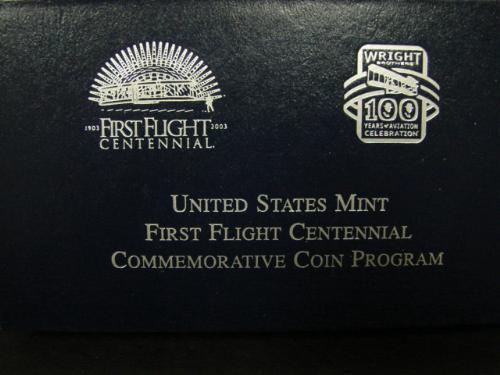 1903 FIRST FLIGHT 2003
CENTENNIAL.
WRIGHT
BROTHERS
100
YEARS OF AVIATION
CELEBRATION
UNITED STATES MINT
FIRST FLIGHT CENTENNIAL
COMMEMORATIVE COIN PROGRAM